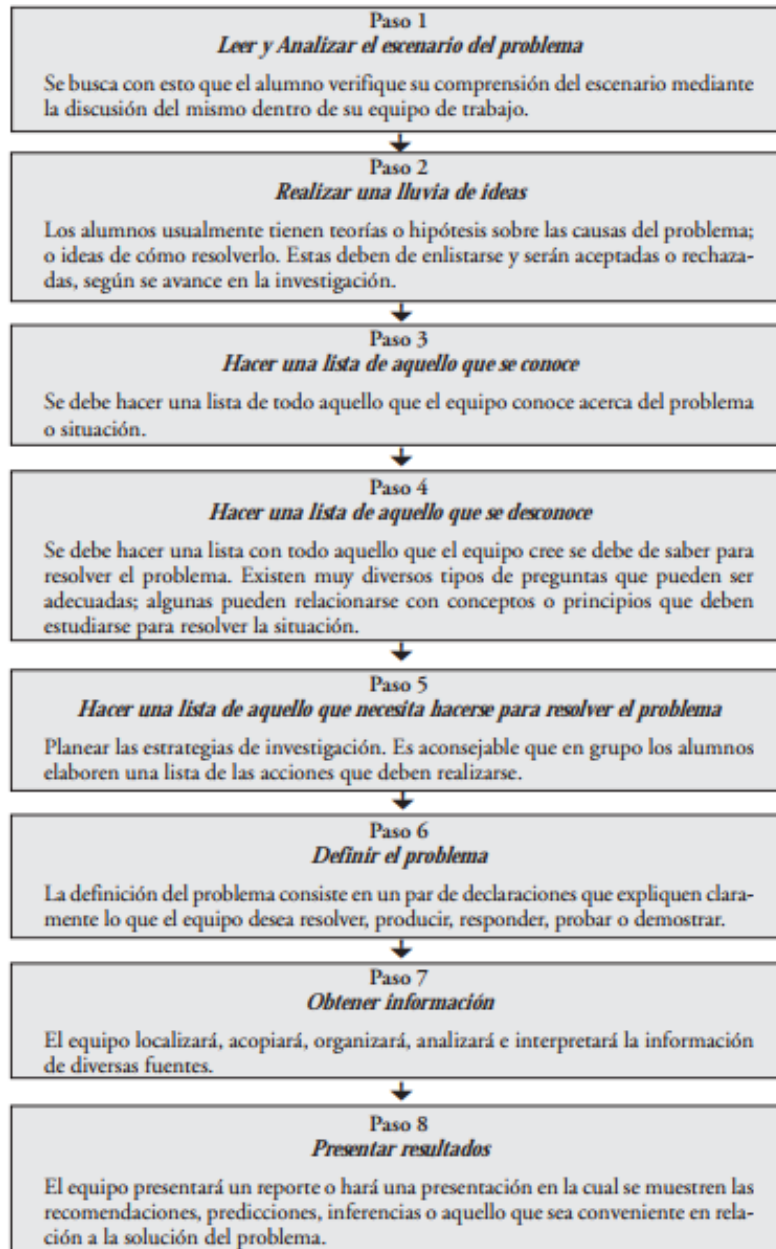 Paso 1
Leer y Analizar el escenario del problema
Se busca con esto que el alumno verifique su comprensión del escenario mediante
la discusión del mismo dentro de su equipo de trabajo.
Paso 2
Realizar una lluvia de ideas
Los alumnos usualmente tienen teorías o hipótesis sobre las causas del problema;
o ideas de cómo resolverlo. Estas deben de enlistarse y serán aceptadas o rechaza-
das, según se avance en la investigación.
Paso 3
Hacer una lista de aquello que se conoce
Se debe hacer una lista de todo aquello que el equipo conoce acerca del problema
o situación.
Paso 4
Hacer una lista de aquello que se desconoce
Se debe hacer una lista con todo aquello que el equipo cree se debe de saber para
resolver el problema. Existen muy diversos tipos de preguntas que pueden ser
adecuadas; algunas pueden relacionarse con conceptos o principios que deben
estudiarse para resolver la situación.
Paso 5
Hacer una lista de aquello que necesita hacerse para resolver el problema
Planear las estrategias de investigación. Es aconsejable que en grupo los alumnos
elaboren una lista de las acciones que deben realizarse.
Paso 6
Definir el problema
La definición del problema consiste en un par de declaraciones que expliquen clara-
mente lo que el equipo desea resolver, producir, responder, probar o demostrar.
Paso 7
Obtener información
El equipo localizará, acopiará, organizará, analizará e interpretará la información
de diversas fuentes.
Paso 8
Presentar resultados
El equipo presentará un reporte o hará una presentación en la cual se muestren las
recomendaciones, predicciones, inferencias o aquello que sea conveniente en rela-
ción a la solución del problema.